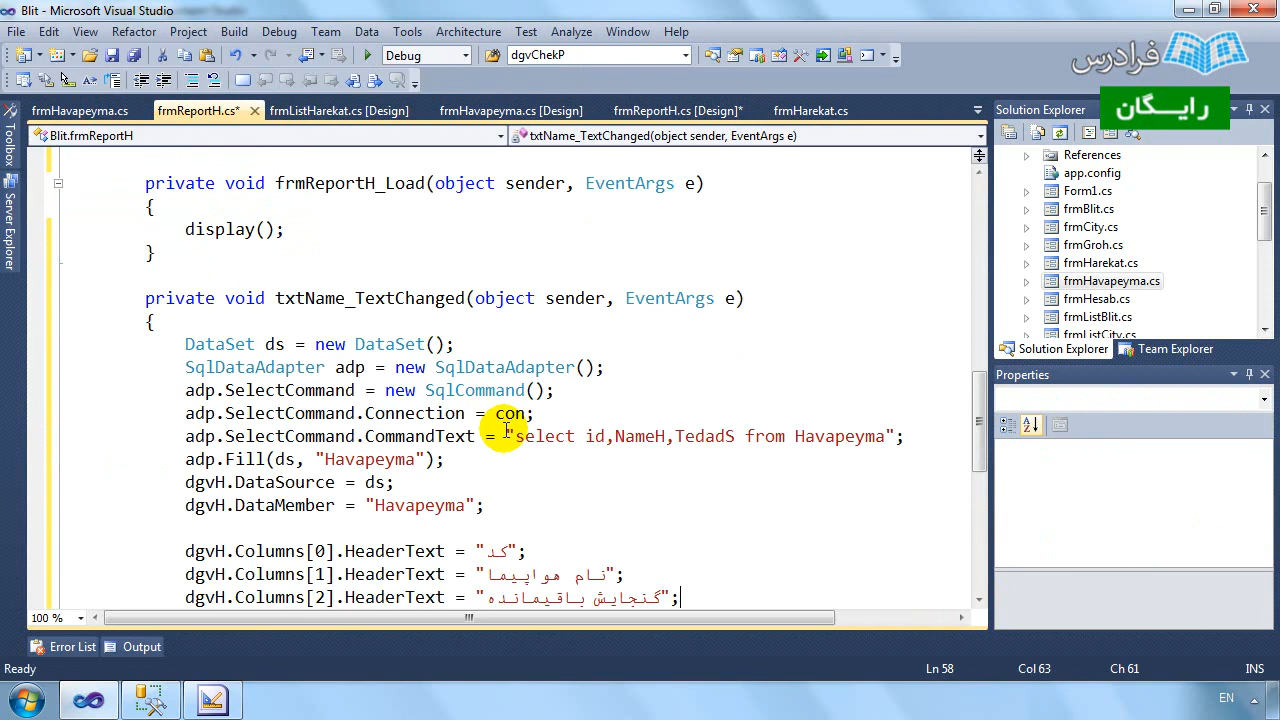 Blit - Microsoft Visual Studio
File Edit View Refactor Project Build Debug Team Data Tools Architecture Test Analyze Window Help
Debug dgvChekP
فرادرس
رایــگان
frmHavapeyma.cs frmReportH.cs* frmListHarekat.cs [Design] frmHavapeyma.cs [Design] frmReportH.cs [Design]* frmHarekat.cs
Blit.frmReportH txtName_TextChanged(object sender, EventArgs e)
Toolbox
Server Explorer
private void frmReportH_Load(object sender, EventArgs e)
{
display();
}
private void txtName_TextChanged(object sender, EventArgs e)
{
DataSet ds = new DataSet();
SqlDataAdapter adp = new SqlDataAdapter();
adp.SelectCommand = new SqlCommand();
adp.SelectCommand.Connection = con;
adp.SelectCommand.CommandText = "select id,NameH,TedadS from Havapeyma";
adp.Fill(ds, "Havapeyma");
dgvH.DataSource = ds;
dgvH.DataMember = "Havapeyma";
dgvH.Columns[0].HeaderText = "کد";
dgvH.Columns[1].HeaderText = "نام هواپیما";
dgvH.Columns[2].HeaderText = "گنجایش باقیمانده";
100 %
Solution Explorer
References
app.config
Form1.cs
frmBlit.cs
frmCity.cs
frmGroh.cs
frmHarekat.cs
frmHavapeyma.cs
frmHesab.cs
frmListBlit.cs
frmListCity.cs
Solution Explorer Team Explorer
Properties
Error List Output
Ready Ln 58 Col 63 Ch 61 INS
EN